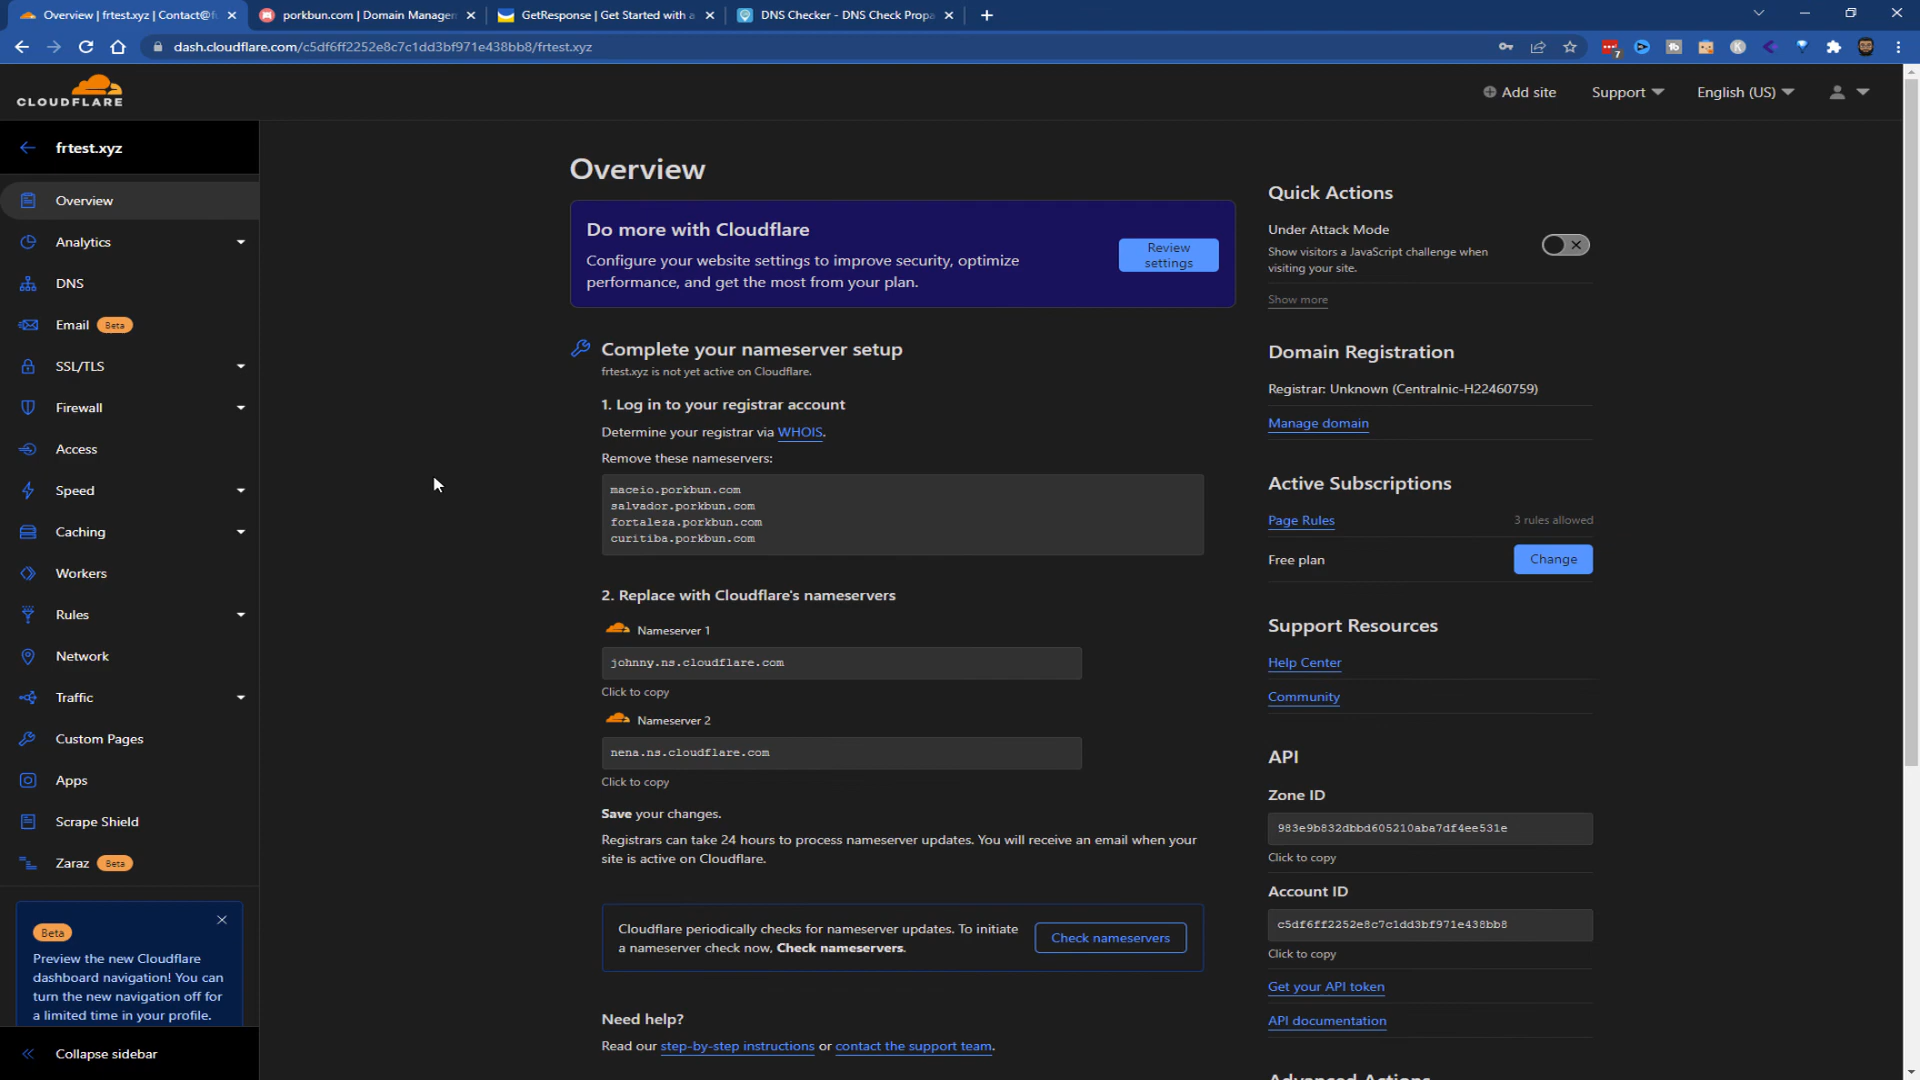 Overview | frtest.xyz | Contact@f
porkbun.com | Domain Managem
GetResponse | Get Started with a
DNS Checker - DNS Check Propa
dash.cloudflare.com/c5df6ff2252e8c7c1dd3bf971e438bb8/frtest.xyz
7
CLOUDFLARE
Add site
Support
English (US)
frtest.xyz
Overview
Analytics
DNS
Email Beta
SSL/TLS
Firewall
Access
Speed
Caching
Workers
Rules
Network
Traffic
Custom Pages
Apps
Scrape Shield
Zaraz Beta
Beta
Preview the new Cloudflare
dashboard navigation! You can
turn the new navigation off for
a limited time in your profile.
Collapse sidebar
Overview
Do more with Cloudflare
Configure your website settings to improve security, optimize
performance, and get the most from your plan.
Review
settings
Complete your nameserver setup
frtest.xyz is not yet active on Cloudflare.
1. Log in to your registrar account
Determine your registrar via WHOIS.
Remove these nameservers:
maceio.porkbun.com
salvador.porkbun.com
fortaleza.porkbun.com
curitiba.porkbun.com
2. Replace with Cloudflare's nameservers
Nameserver 1
johnny.ns.cloudflare.com
Click to copy
Nameserver 2
nena.ns.cloudflare.com
Click to copy
Save your changes.
Registrars can take 24 hours to process nameserver updates. You will receive an email when your
site is active on Cloudflare.
Cloudflare periodically checks for nameserver updates. To initiate
a nameserver check now, Check nameservers.
Check nameservers
Need help?
Read our step-by-step instructions or contact the support team.
Quick Actions
Under Attack Mode
Show visitors a JavaScript challenge when
visiting your site.
Show more
Domain Registration
Registrar: Unknown (Centralnic-H22460759)
Manage domain
Active Subscriptions
Page Rules
3 rules allowed
Free plan
Change
Support Resources
Help Center
Community
API
Zone ID
983e9b832dbbd605210aba7df4ee531e
Click to copy
Account ID
c5df6ff2252e8c7c1dd3bf971e438bb8
Click to copy
Get your API token
API documentation
Advanced Actions